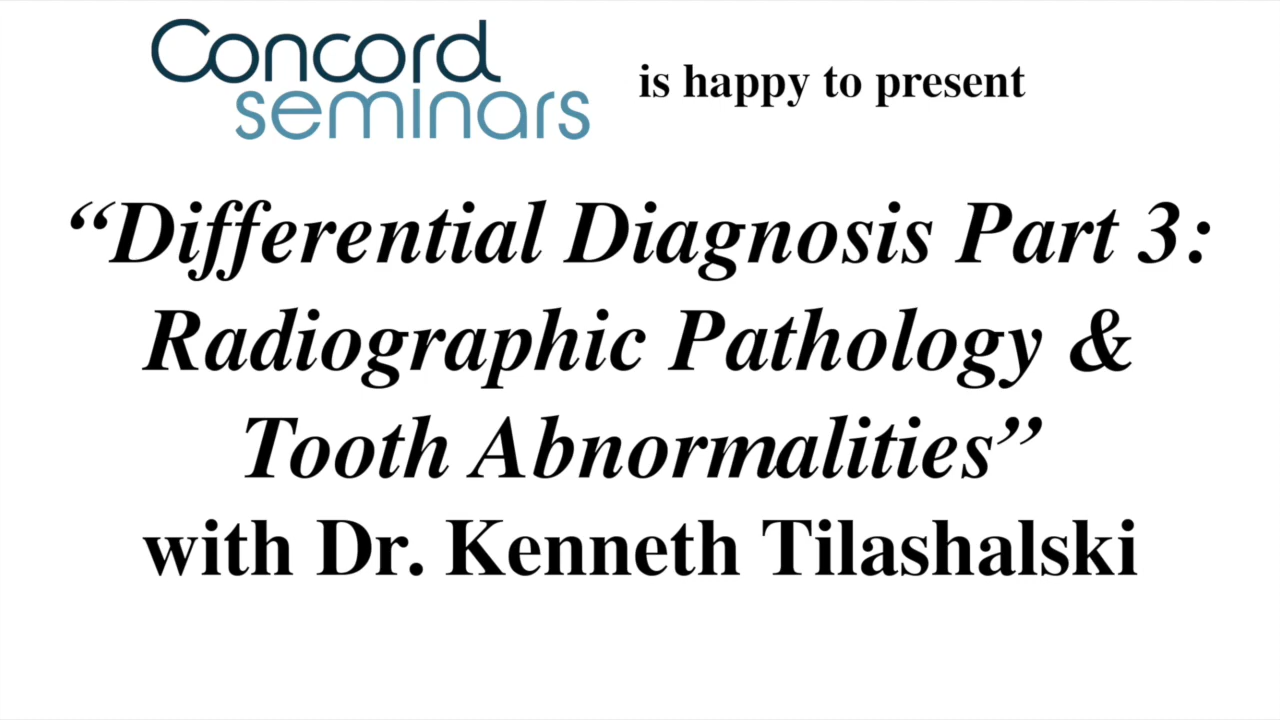 Concord
seminars
is happy to present
“Differential Diagnosis Part 3:
Radiographic Pathology &
Tooth Abnormalities”
with Dr. Kenneth Tilashalski